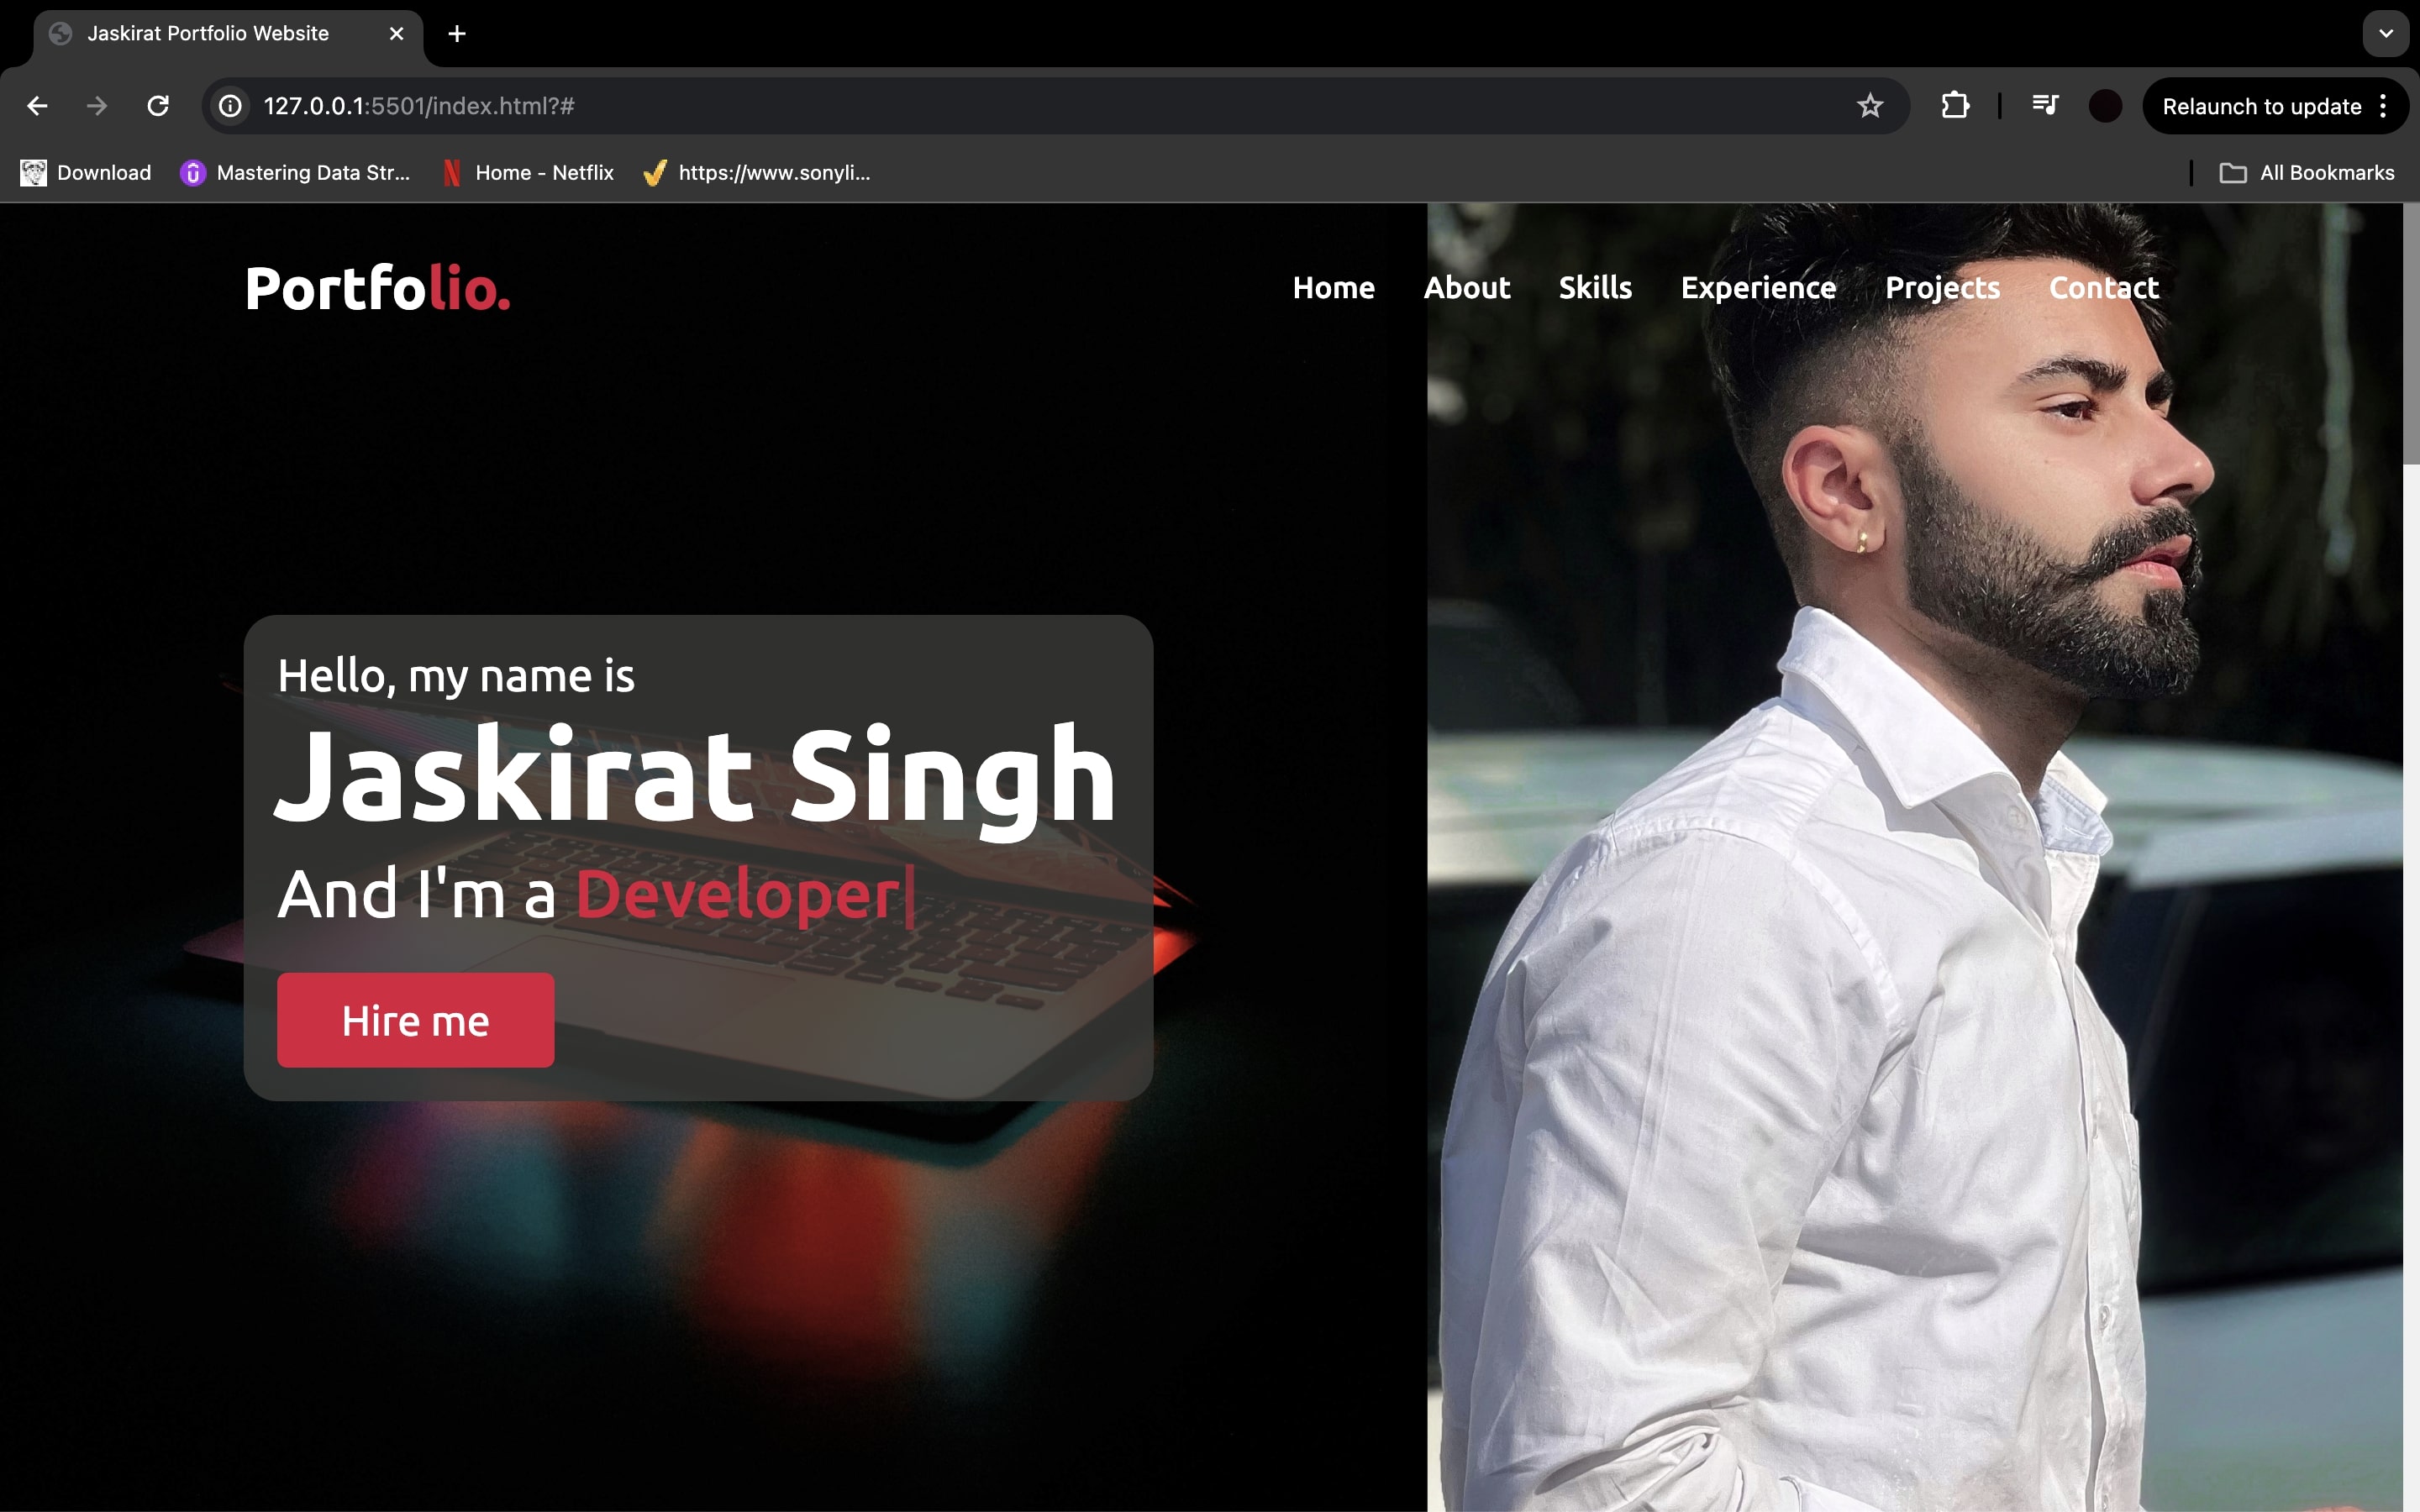 Jaskirat Portfolio Website
127.0.0.1:5501/index.html?#
Relaunch to update
Download
Mastering Data Str...
Home - Netflix
https://www.sonyli...
All Bookmarks
Portfolio.
Home About Skills Experience Projects Contact
Hello, my name is
Jaskirat Singh
And I'm a Developer|
Hire me